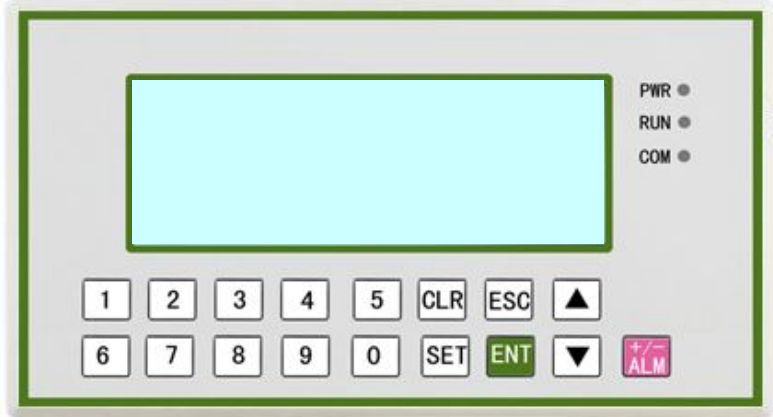 PWR
RUN
COM
1 2 3 4 5 CLR ESC ▲
6 7 8 9 0 SET ENT ▼ +/- ALM